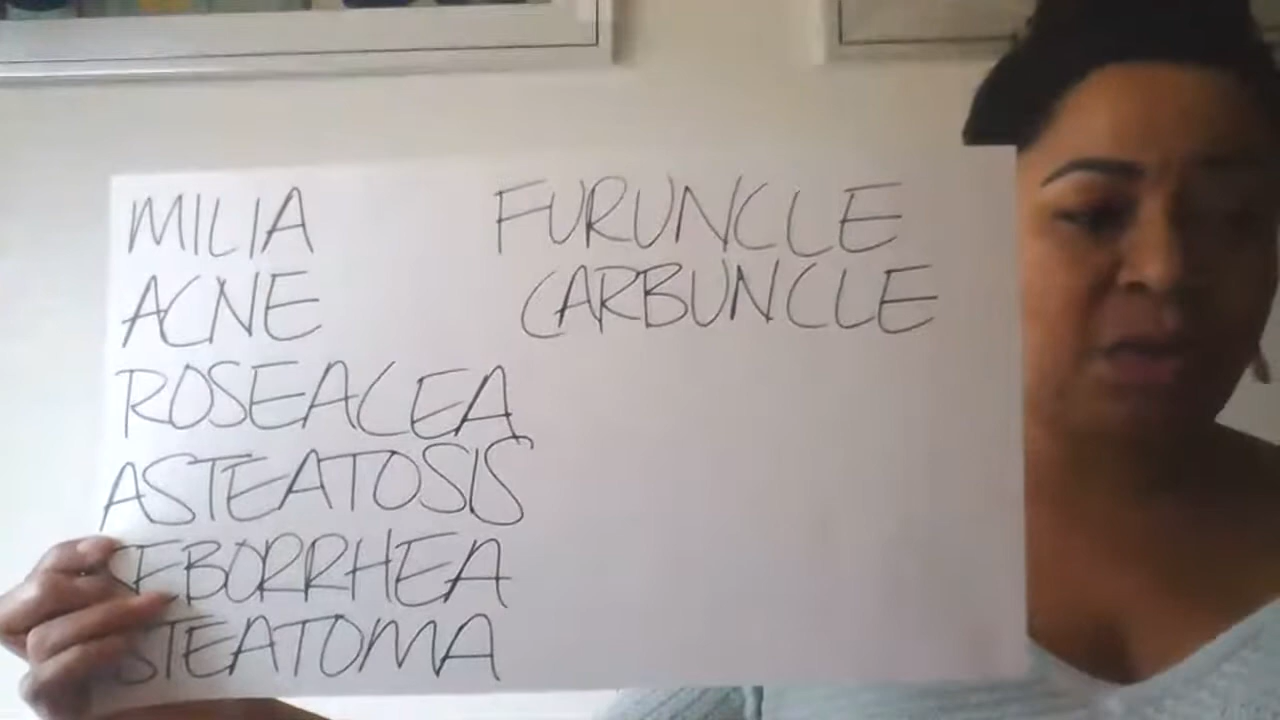 MILIA
ACNE
ROSEACEA
ASTEATOSIS
SEBORRHEA
STEATOMA
FURUNCLE
CARBUNCLE